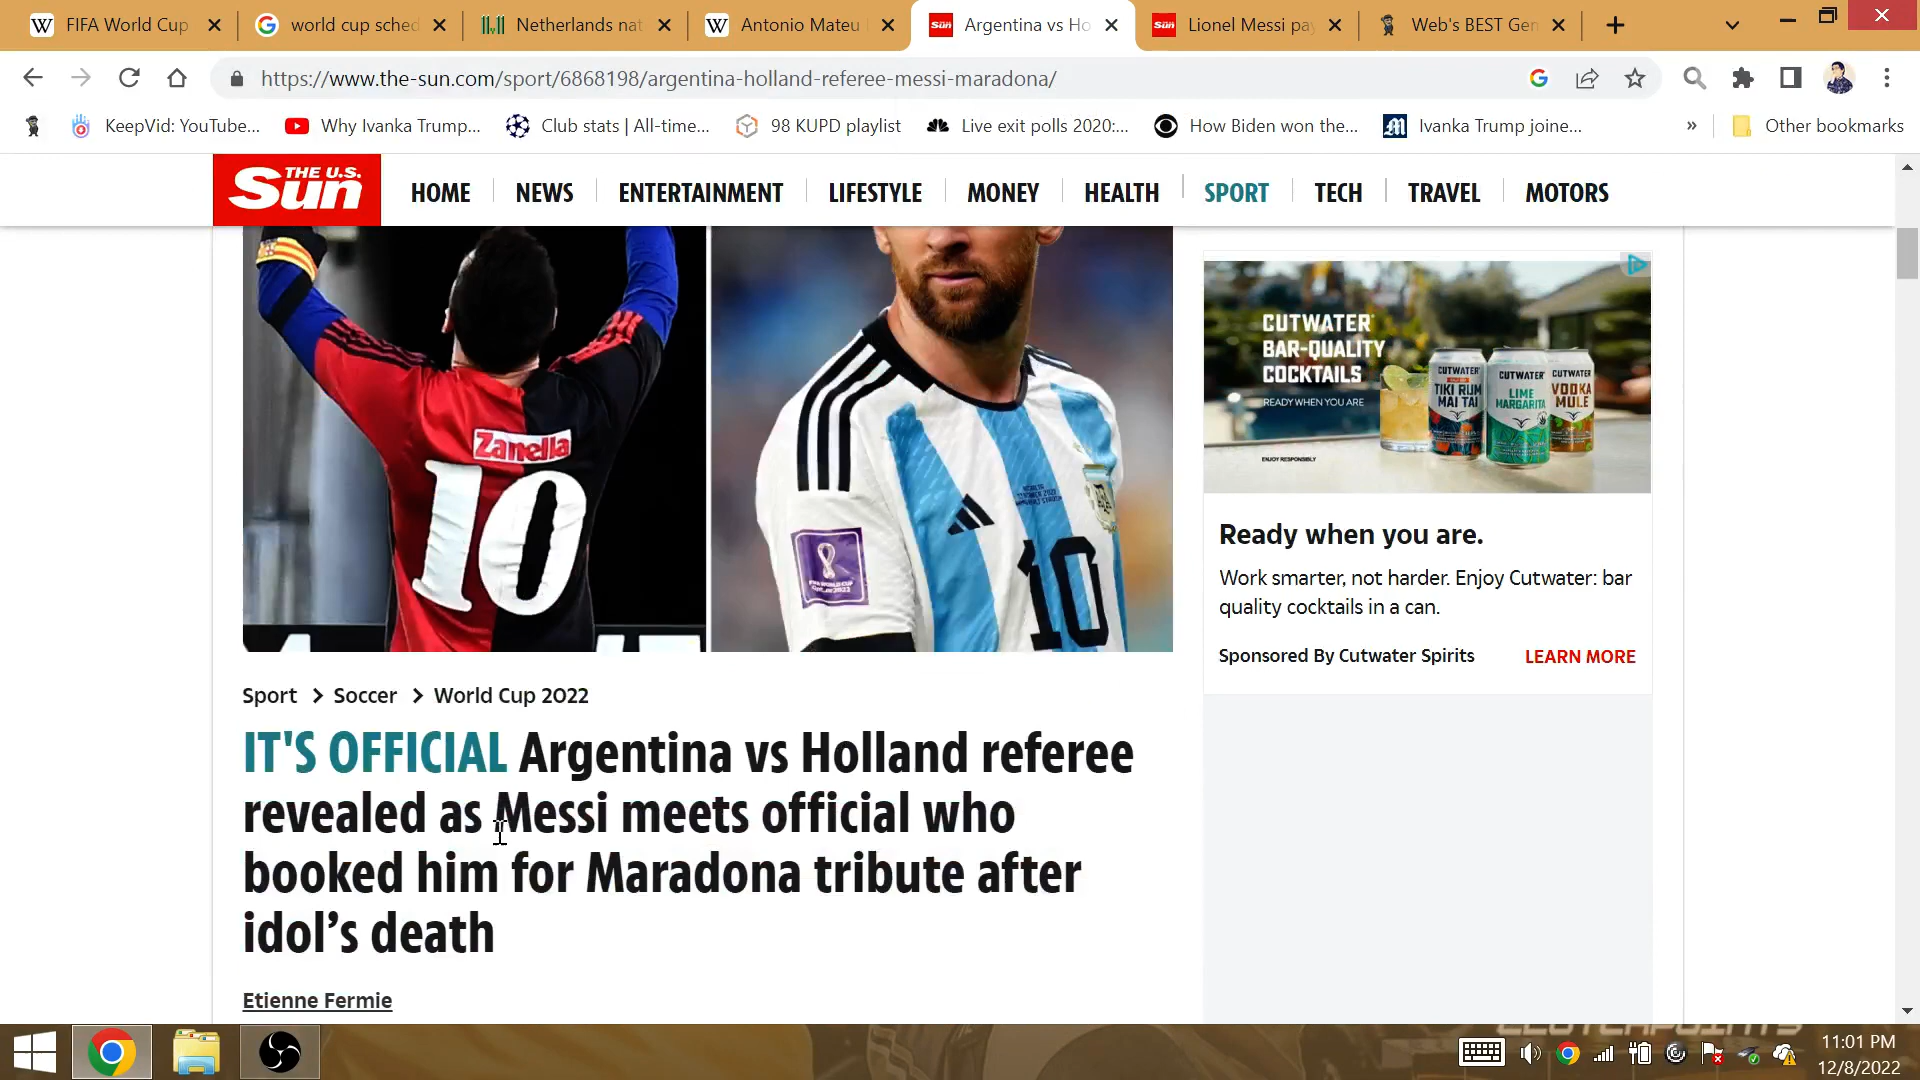 FIFA World Cup
world cup sched
Netherlands nat
Antonio Mateu
Argentina vs Ho
Lionel Messi pay
Web's BEST Gen
https://www.the-sun.com/sport/6868198/argentina-holland-referee-messi-maradona/
KeepVid: YouTube...
Why Ivanka Trump...
Club stats | All-time...
98 KUPD playlist
Live exit polls 2020:...
How Biden won the...
Ivanka Trump joine...
»
Other bookmarks
THE U.S.
Sun
HOME
NEWS
ENTERTAINMENT
LIFESTYLE
MONEY
HEALTH
SPORT
TECH
TRAVEL
MOTORS
Zanella
10
10
CUTWATER
BAR-QUALITY
COCKTAILS
READY WHEN YOU ARE
CUTWATER
TIKI RUM
MAI TAI
CUTWATER
LIME
MARGARITA
CUTWATER
VODKA
MULE
ENJOY RESPONSIBLY
Ready when you are.
Work smarter, not harder. Enjoy Cutwater: bar
quality cocktails in a can.
Sponsored By Cutwater Spirits
LEARN MORE
Sport > Soccer > World Cup 2022
IT'S OFFICIAL Argentina vs Holland referee
revealed as Messi meets official who
booked him for Maradona tribute after
idol’s death
Etienne Fermie
11:01 PM
12/8/2022